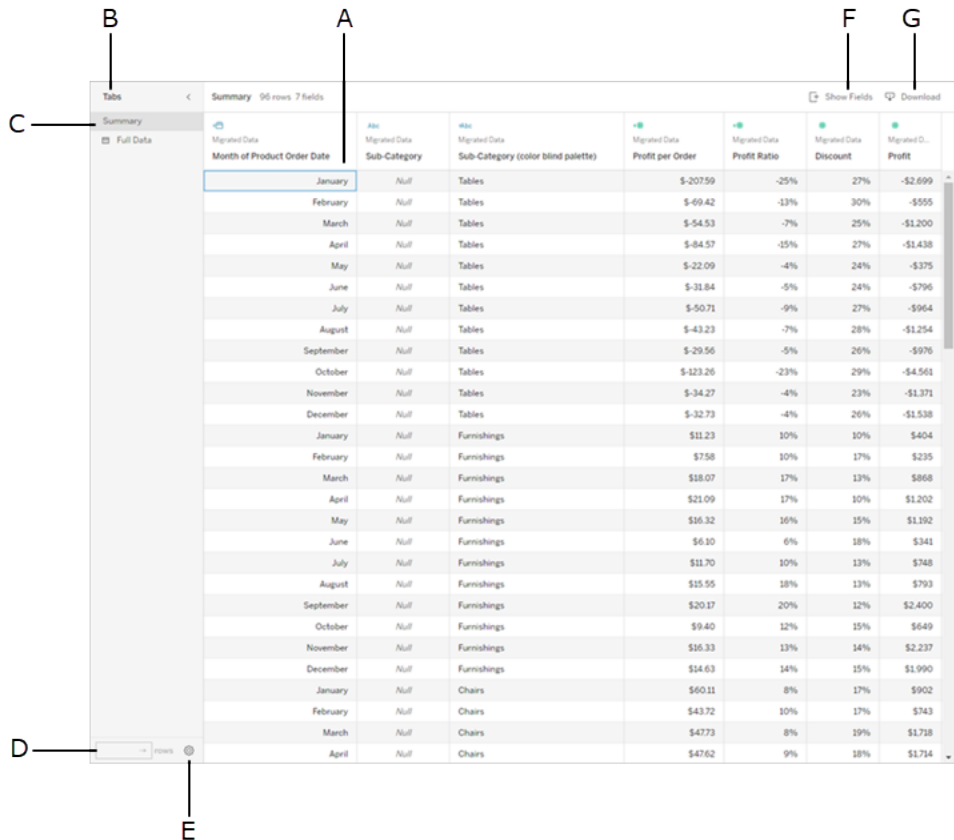 B A F G
Tabs < Summary 96 rows 7 fields Show Fields Download
C
Summary
Full Data
Abc =Abc
Migrated Data Migrated Data Migrated Data Migrated Data Migrated Data Migrated Data Migrated D...
Month of Product Order Date Sub-Category Sub-Category (color blind palette) Profit per Order Profit Ratio Discount Profit
January Null Tables $-207.59 -25% 27% -$2,699
February Null Tables $-69.42 -13% 30% -$555
March Null Tables $-54.53 -7% 25% -$1,200
April Null Tables $-84.57 -15% 27% -$1,438
May Null Tables $-22.09 -4% 24% -$375
June Null Tables $-31.84 -5% 24% -$796
July Null Tables $-50.71 -9% 27% -$964
August Null Tables $-43.23 -7% 28% -$1,254
September Null Tables $-29.56 -5% 26% -$976
October Null Tables $-123.26 -23% 29% -$4,561
November Null Tables $-34.27 -4% 23% -$1,371
December Null Tables $-32.73 -4% 26% -$1,538
January Null Furnishings $11.23 10% 10% $404
February Null Furnishings $7.58 10% 17% $235
March Null Furnishings $18.07 17% 13% $868
April Null Furnishings $21.09 17% 10% $1,202
May Null Furnishings $16.32 16% 15% $1,192
June Null Furnishings $6.10 6% 18% $341
July Null Furnishings $11.70 10% 13% $748
August Null Furnishings $15.55 18% 13% $793
September Null Furnishings $20.17 20% 12% $2,400
October Null Furnishings $9.40 12% 15% $649
November Null Furnishings $16.33 13% 14% $2,237
December Null Furnishings $14.63 14% 15% $1,990
January Null Chairs $60.11 8% 17% $902
February Null Chairs $43.72 10% 17% $743
March Null Chairs $47.73 8% 19% $1,718
April Null Chairs $47.62 9% 18% $1,714
D → rows
E